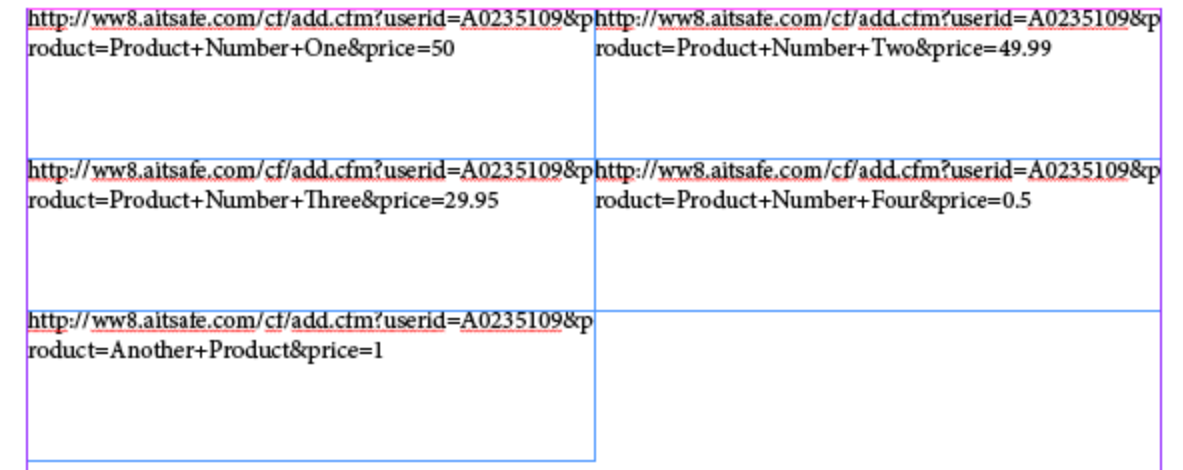 http://ww8.aitsafe.com/cf/add.cfm?userid=A0235109&p
roduct=Product+Number+One&price=50
http://ww8.aitsafe.com/cf/add.cfm?userid=A0235109&p
roduct=Product+Number+Two&price=49.99
http://ww8.aitsafe.com/cf/add.cfm?userid=A0235109&p
roduct=Product+Number+Three&price=29.95
http://ww8.aitsafe.com/cf/add.cfm?userid=A0235109&p
roduct=Product+Number+Four&price=0.5
http://ww8.aitsafe.com/cf/add.cfm?userid=A0235109&p
roduct=Another+Product&price=1